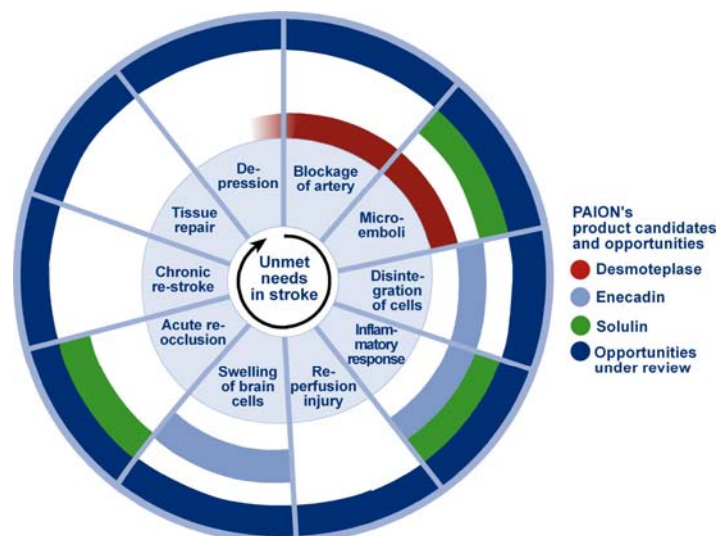 De-
pression
Blockage
of artery
Micro-
emboli
Disinte-
gration
of cells
Inflam-
matory
response
Re-
perfusion
injury
Swelling
of brain
cells
Acute re-
occlusion
Chronic
re-stroke
Tissue
repair
Unmet
needs
in stroke
PAION's
product candidates
and opportunities
Desmoteplase
Enecadin
Solulin
Opportunities
under review